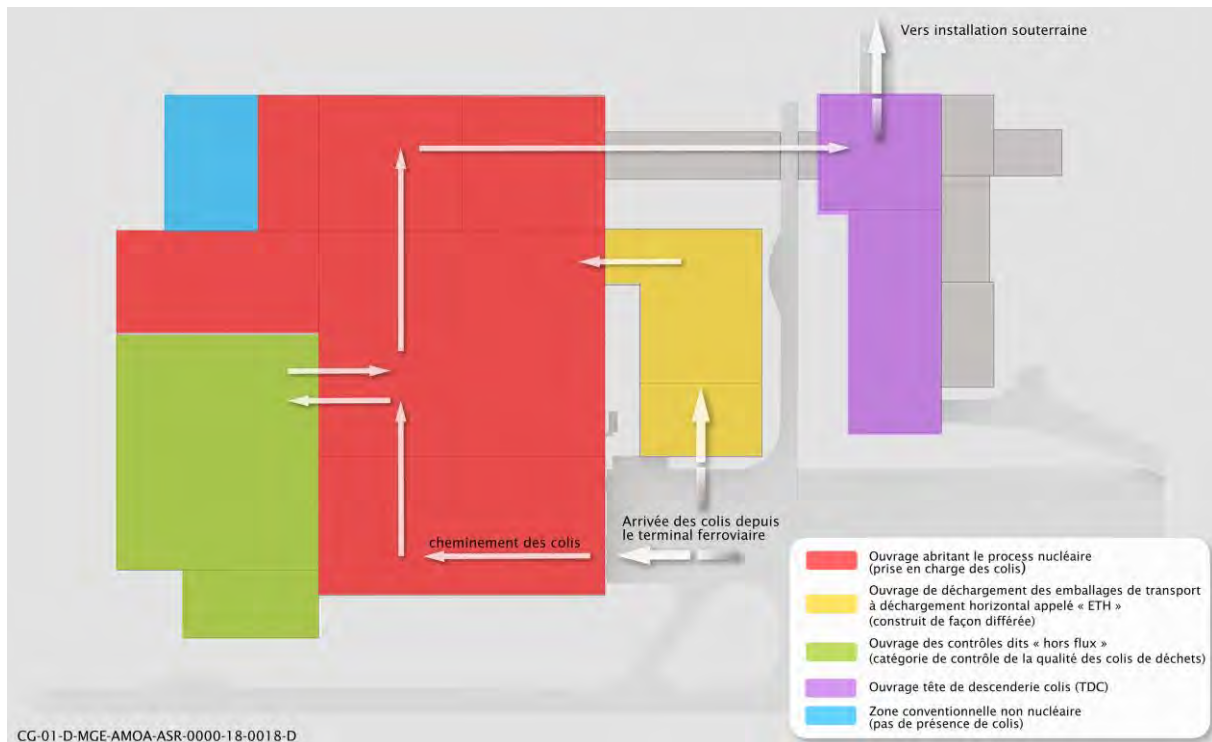 Vers installation souterraine
Arrivée des colis depuis
le terminal ferroviaire
cheminement des colis
Ouvrage abritant le process nucléaire
(prise en charge des colis)
Ouvrage de déchargement des emballages de transport
à déchargement horizontal appelé « ETH »
(construit de façon différée)
Ouvrage des contrôles dits « hors flux »
(catégorie de contrôle de la qualité des colis de déchets)
Ouvrage tête de descenderie colis (TDC)
Zone conventionnelle non nucléaire
(pas de présence de colis)
CG-01-D-MGE-AMOA-ASR-0000-18-0018-D